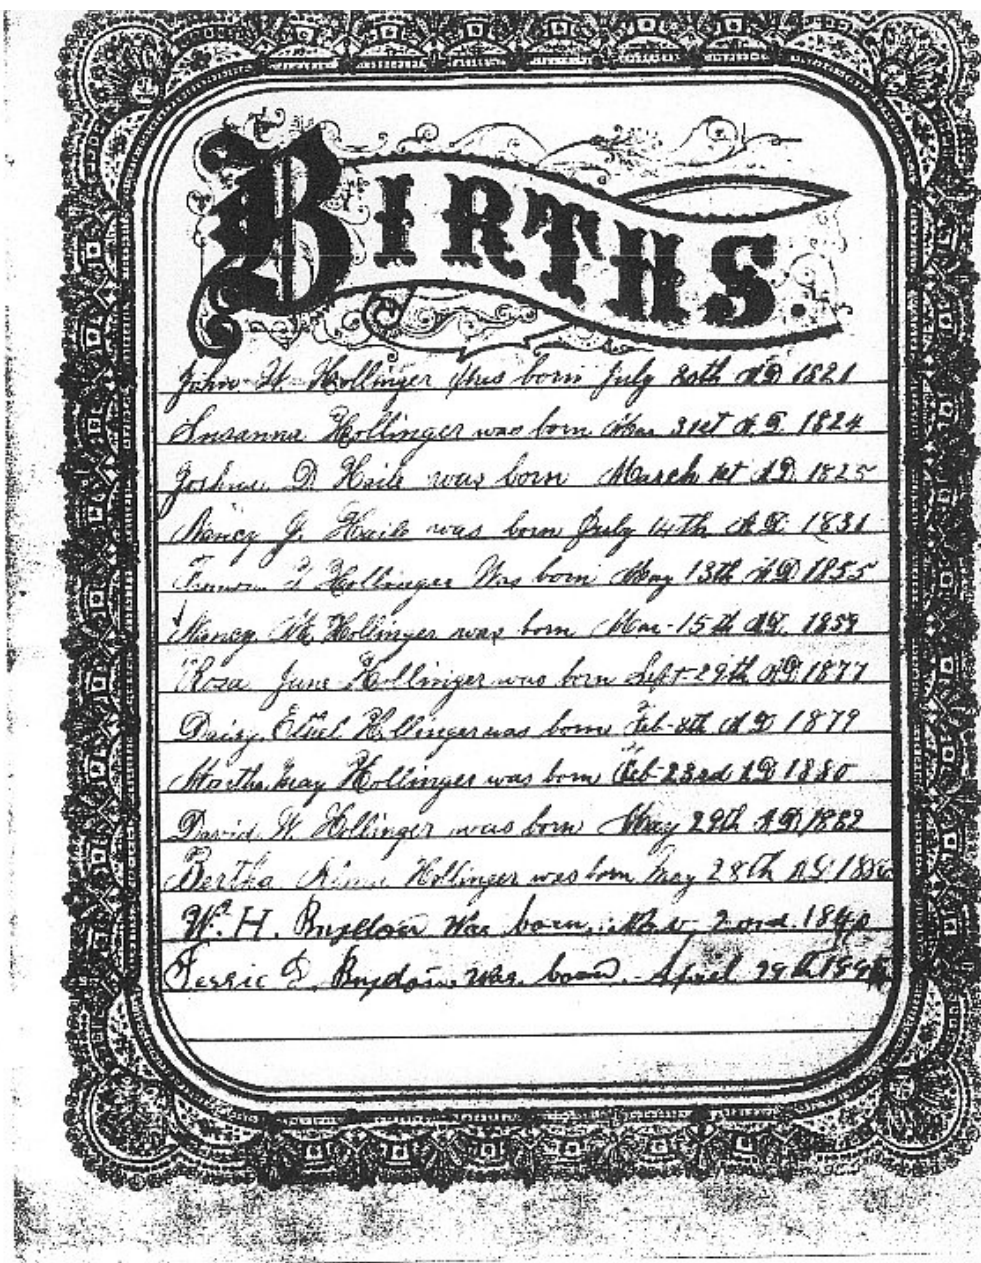 BIRTHS.
John H. Hollinger was born July 20th A.D. 1821
Susanna Hollinger was born Mar 31st A.D. 1824
Joshua D. Haile was born March 1st A.D. 1825
Nancy J. Haile was born July 14th A.D. 1831
Hollinger Was born May 13th A.D. 1855
Nancy M. Hollinger was born Mar. 15th A.D. 1859
Rosa June Hollinger was born Sept-29th A.D. 1877
Daisy Ethel Hollinger was born Feb-8th A.D. 1879
Martha May Hollinger was born Feb-23rd A.D. 1880
David W. Hollinger was born May 29th A.D. 1882
Bertha Hollinger was born May 28th A.D.
W. H. was born 2ond.
was born. April 29th